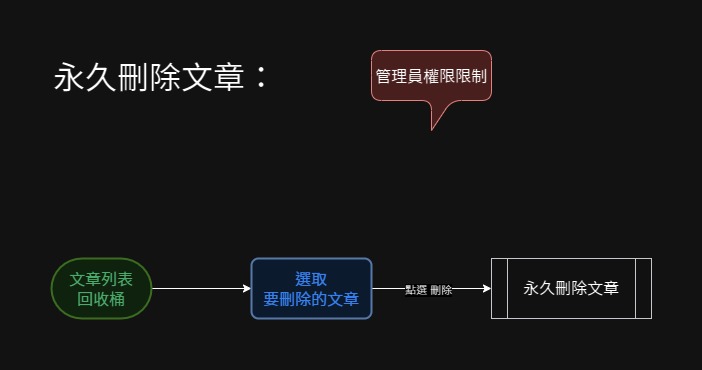 永久刪除文章：
管理員權限限制
文章列表
回收桶
選取
要刪除的文章
點選 刪除
永久刪除文章